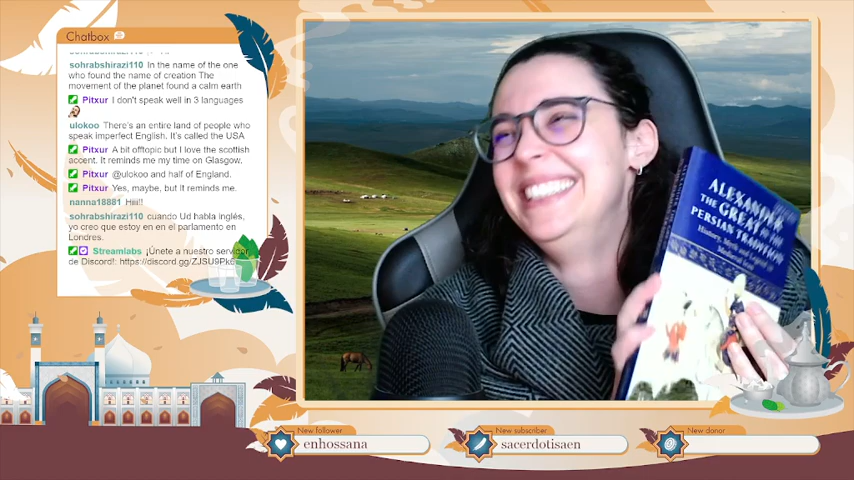 Chatbox
sohrabshirazi110 In the name of the one
who found the name of creation The
movement of the planet found a calm earth
Pitxur I don't speak well in 3 languages
ulokoo There's an entire land of people who
speak imperfect English. It's called the USA
Pitxur A bit offtopic but I love the scottish
accent. It reminds me my time on Glasgow.
Pitxur @ulokoo and half of England.
Pitxur Yes, maybe, but It reminds me.
nanna18881 Hiii!!
sohrabshirazi110 cuando Ud habla inglés,
yo creo que estoy en en el parlamento en
Londres.
Streamlabs ¡Únete a nuestro servidor
de Discord!: https://discord.gg/ZJSU9Pk
ALEXANDER
THE GREAT IN THE
PERSIAN TRADITION
History, Myth and Legend
Medieval Iran
New follower
enhossana
New subscriber
sacerdotisaen
New donor